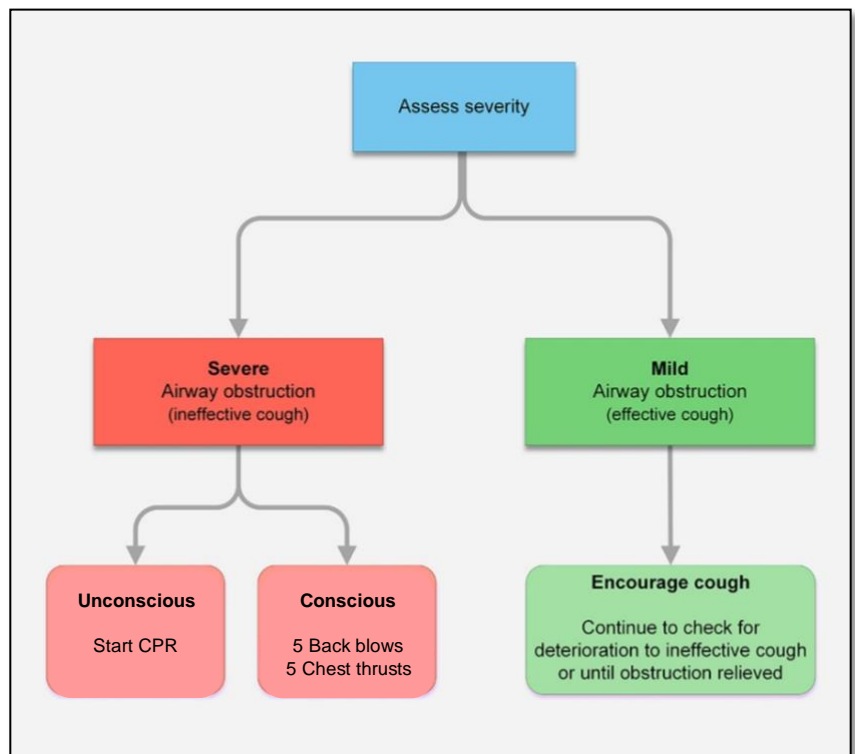 Assess severity
Severe
Airway obstruction
(ineffective cough)
Mild
Airway obstruction
(effective cough)
Unconscious
Start CPR
Conscious
5 Back blows
5 Chest thrusts
Encourage cough
Continue to check for
deterioration to ineffective cough
or until obstruction relieved